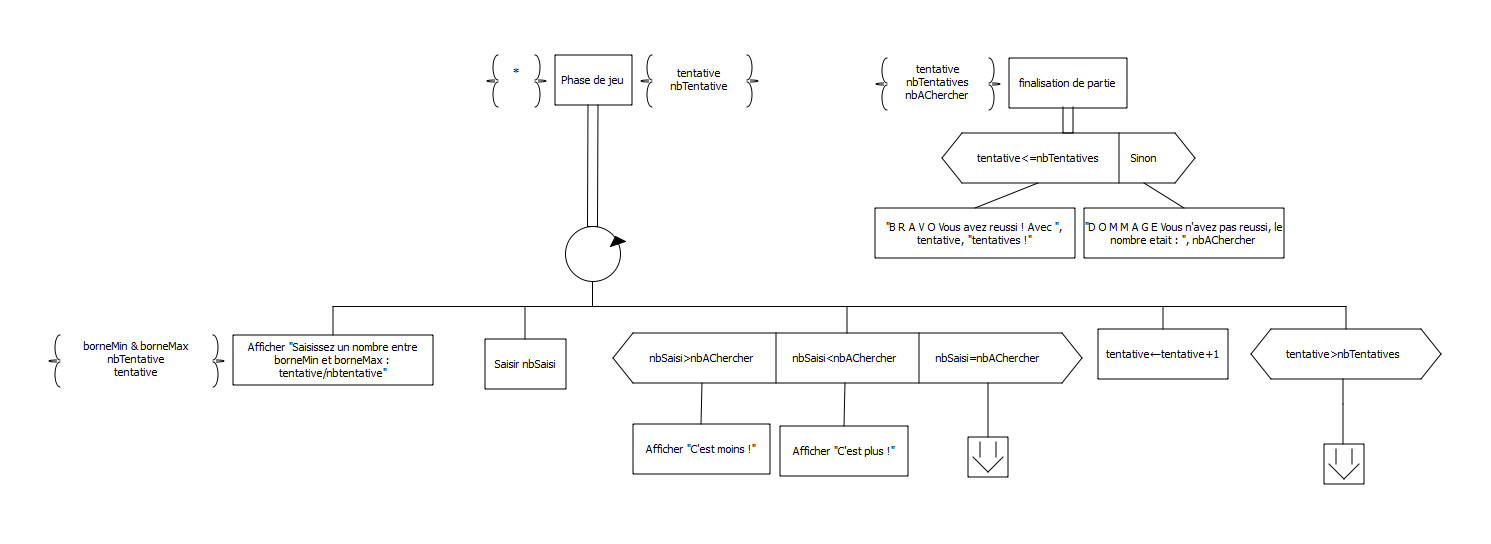 *
Phase de jeu
tentative
nbTentative
tentative
nbTentatives
nbAChercher
finalisation de partie
tentative<=nbTentatives
Sinon
"B R A V O Vous avez reussi ! Avec ",
tentative, "tentatives !"
"D O M M A G E Vous n'avez pas reussi, le
nombre etait : ", nbAChercher
borneMin & borneMax
nbTentative
tentative
Afficher "Saisissez un nombre entre
borneMin et borneMax :
tentative/nbtentative"
Saisir nbSaisi
nbSaisi>nbAChercher
nbSaisi<nbAChercher
nbSaisi=nbAChercher
tentative←tentative+1
tentative>nbTentatives
Afficher "C'est moins !"
Afficher "C'est plus !"